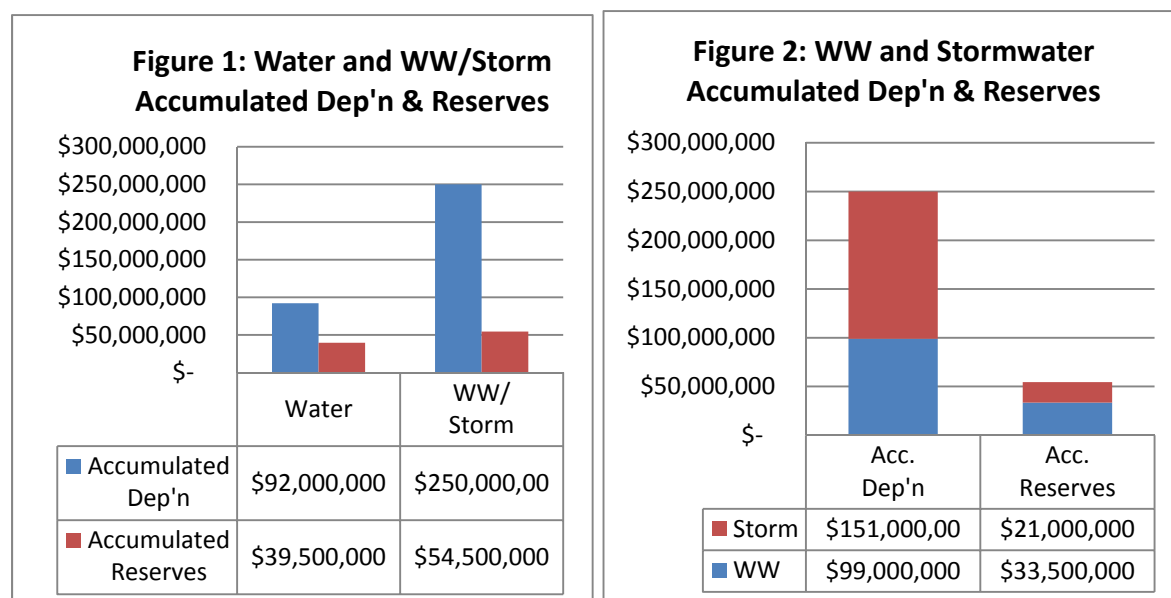 Figure 1: Water and WW/Storm
Accumulated Dep'n & Reserves
$300,000,000
$250,000,000
$200,000,000
$150,000,000
$100,000,000
$50,000,000
$-
Water
WW/
Storm
Accumulated
Dep'n
$92,000,000
$250,000,00
Accumulated
Reserves
$39,500,000
$54,500,000
Figure 2: WW and Stormwater
Accumulated Dep'n & Reserves
$300,000,000
$250,000,000
$200,000,000
$150,000,000
$100,000,000
$50,000,000
$-
Acc.
Dep'n
Acc.
Reserves
Storm
$151,000,00
$21,000,000
WW
$99,000,000
$33,500,000